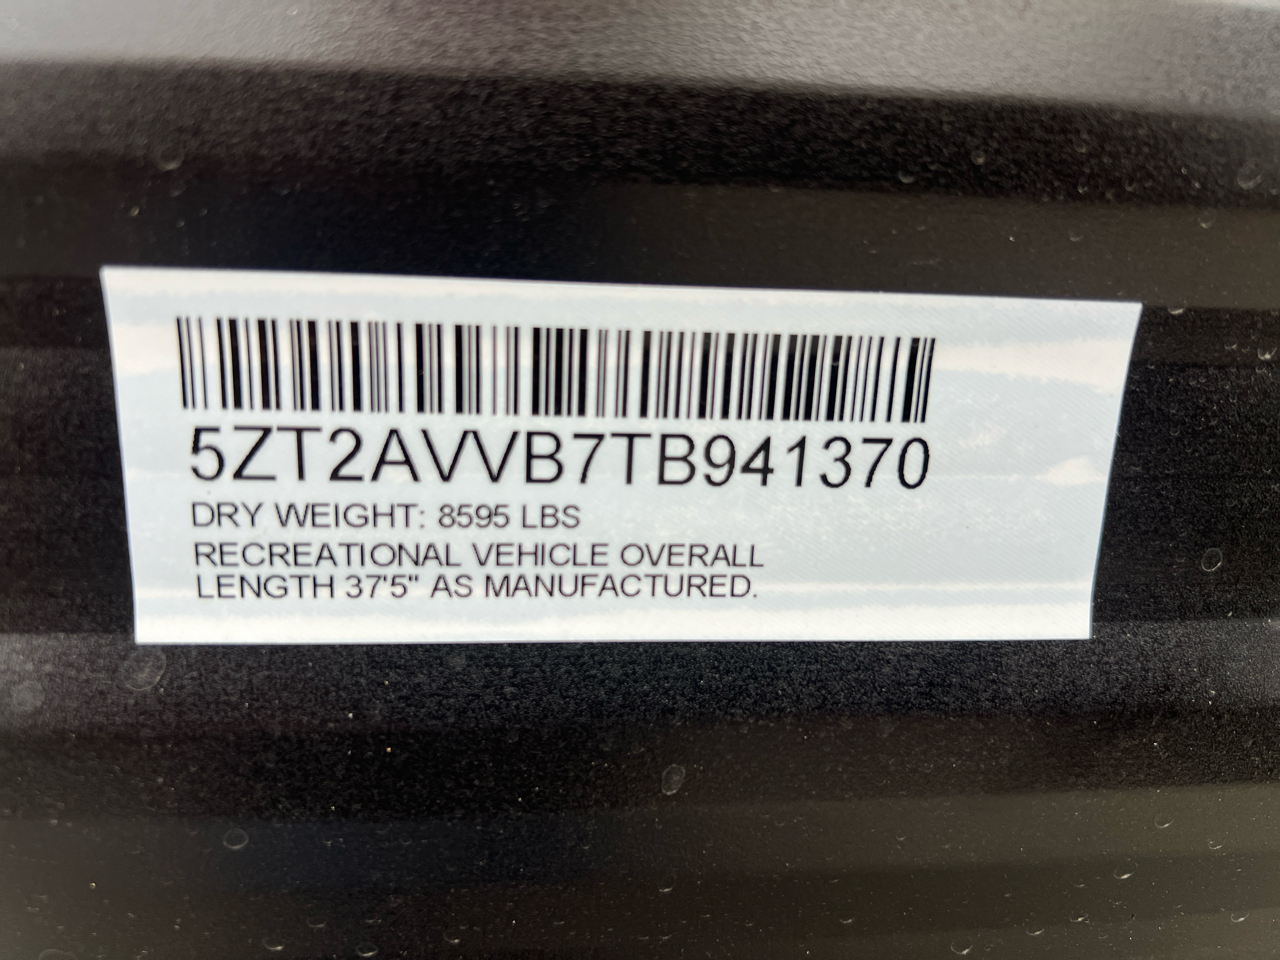 5ZT2AVVB7TB941370
DRY WEIGHT: 8595 LBS
RECREATIONAL VEHICLE OVERALL
LENGTH 37'5" AS MANUFACTURED.